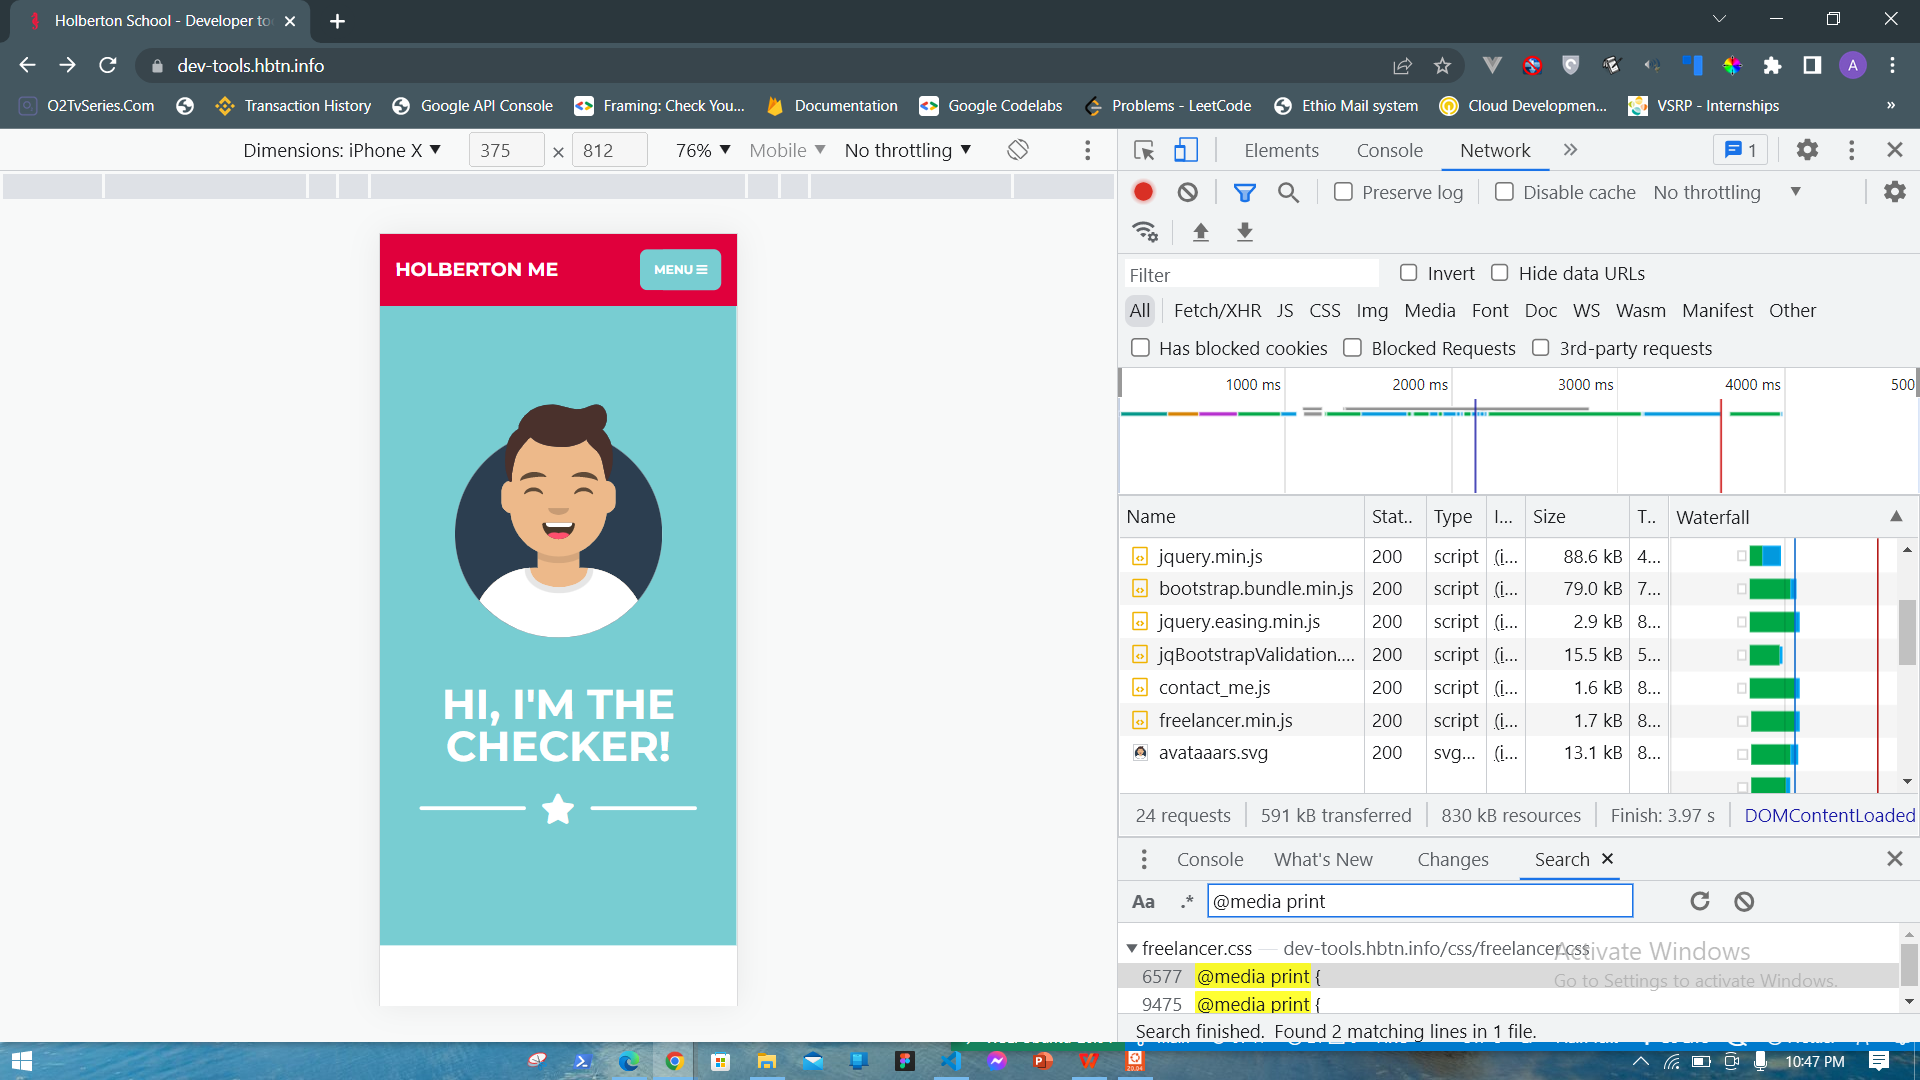 Holberton School - Developer to
dev-tools.hbtn.info
A
O2TvSeries.Com
Transaction History
Google API Console
Framing: Check You...
Documentation
Google Codelabs
Problems - LeetCode
Ethio Mail system
Cloud Developmen...
VSRP - Internships
»
Dimensions: iPhone X
375 × 812
76%
Mobile
No throttling
Elements
Console
Network
1
Preserve log
Disable cache
No throttling
Filter
Invert
Hide data URLs
All Fetch/XHR JS CSS Img Media Font Doc WS Wasm Manifest Other
Has blocked cookies
Blocked Requests
3rd-party requests
1000 ms 2000 ms 3000 ms 4000 ms 500
HOLBERTON ME
MENU
HI, I'M THE
CHECKER!
Name Stat.. Type I... Size T.. Waterfall
jquery.min.js 200 script (i... 88.6 kB 4...
bootstrap.bundle.min.js 200 script (i... 79.0 kB 7...
jquery.easing.min.js 200 script (i... 2.9 kB 8...
jqBootstrapValidation.... 200 script (i... 15.5 kB 5...
contact_me.js 200 script (i... 1.6 kB 8...
freelancer.min.js 200 script (i... 1.7 kB 8...
avataaars.svg 200 svg... (i... 13.1 kB 8...
24 requests 591 kB transferred 830 kB resources Finish: 3.97 s DOMContentLoaded
Console What's New Changes Search
Aa .* @media print
freelancer.css — dev-tools.hbtn.info/css/freelancer.css
6577 @media print {
9475 @media print {
Activate Windows
Go to Settings to activate Windows.
Search finished. Found 2 matching lines in 1 file.
20.04
10:47 PM